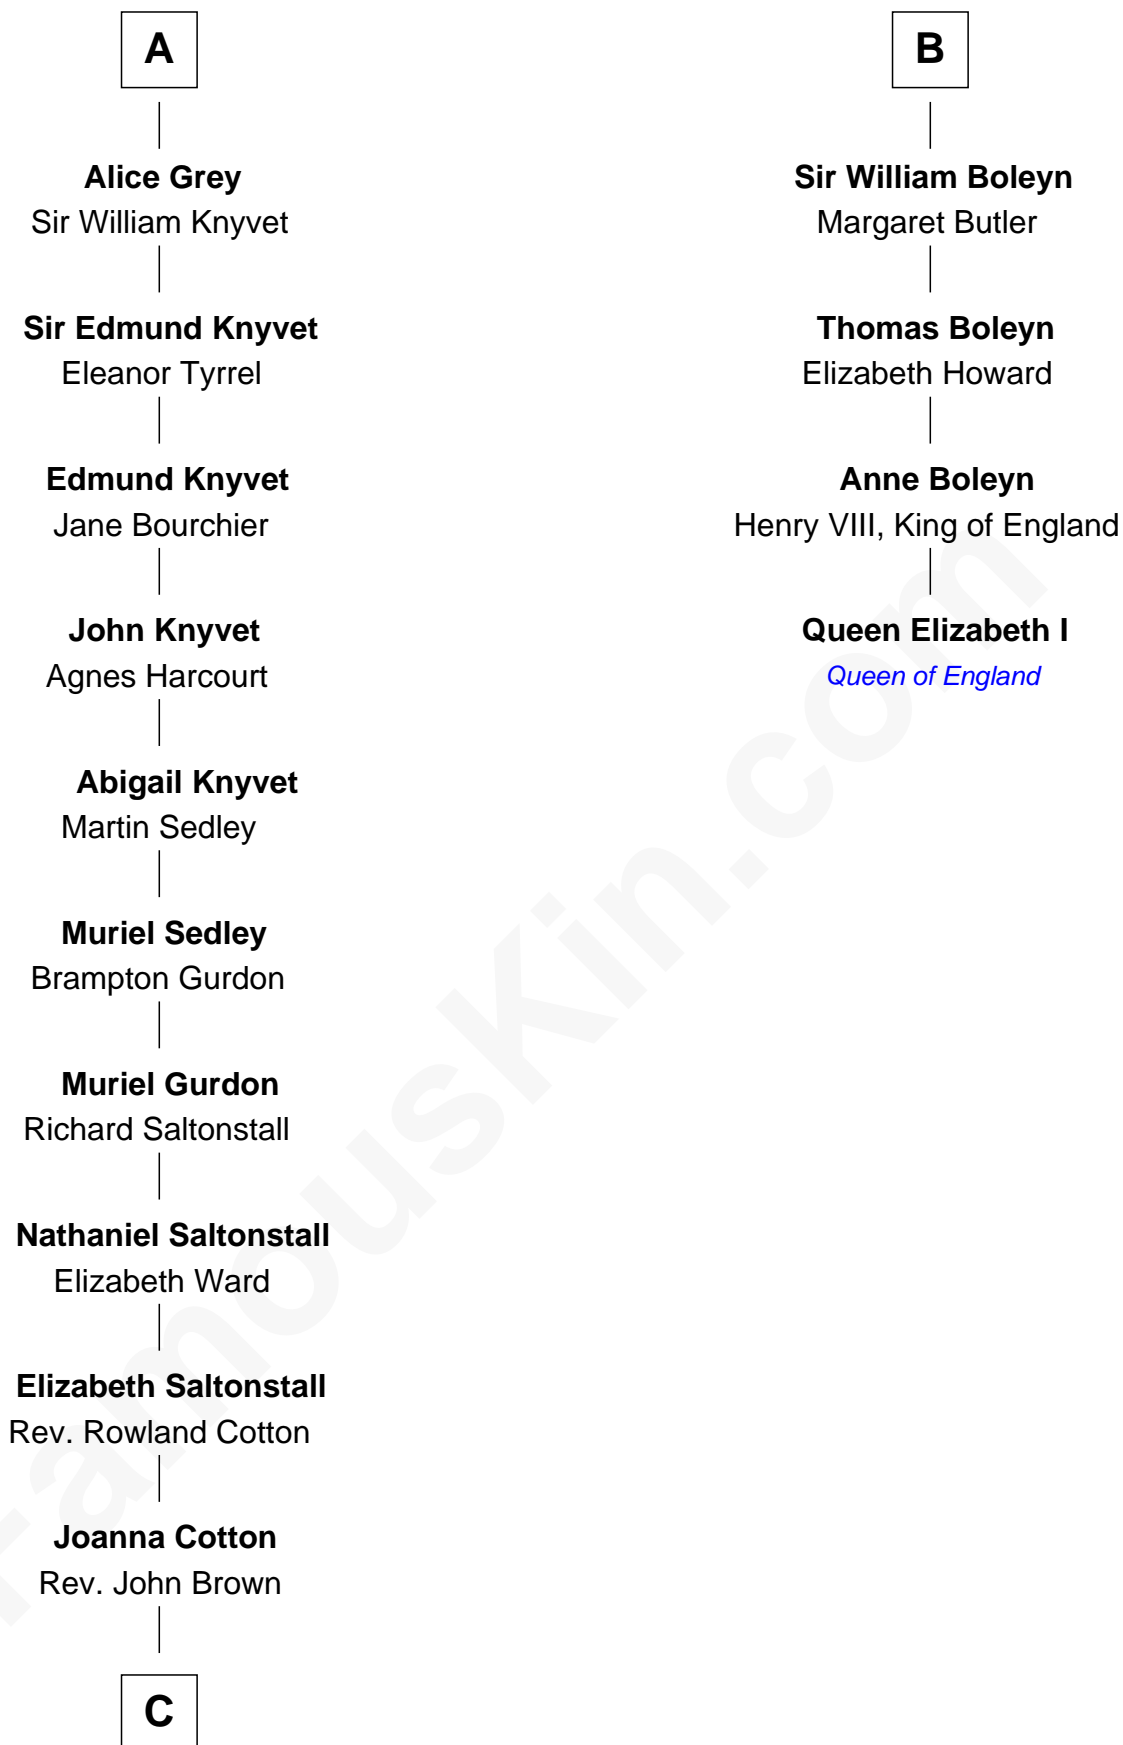 A
Alice Grey
Sir William Knyvet
Sir Edmund Knyvet
Eleanor Tyrrel
Edmund Knyvet
Jane Bourchier
John Knyvet
Agnes Harcourt
Abigail Knyvet
Martin Sedley
Muriel Sedley
Brampton Gurdon
Muriel Gurdon
Richard Saltonstall
Nathaniel Saltonstall
Elizabeth Ward
Elizabeth Saltonstall
Rev. Rowland Cotton
Joanna Cotton
Rev. John Brown
C
B
Sir William Boleyn
Margaret Butler
Thomas Boleyn
Elizabeth Howard
Anne Boleyn
Henry VIII, King of England
Queen Elizabeth I
Queen of England
FamousKin.com